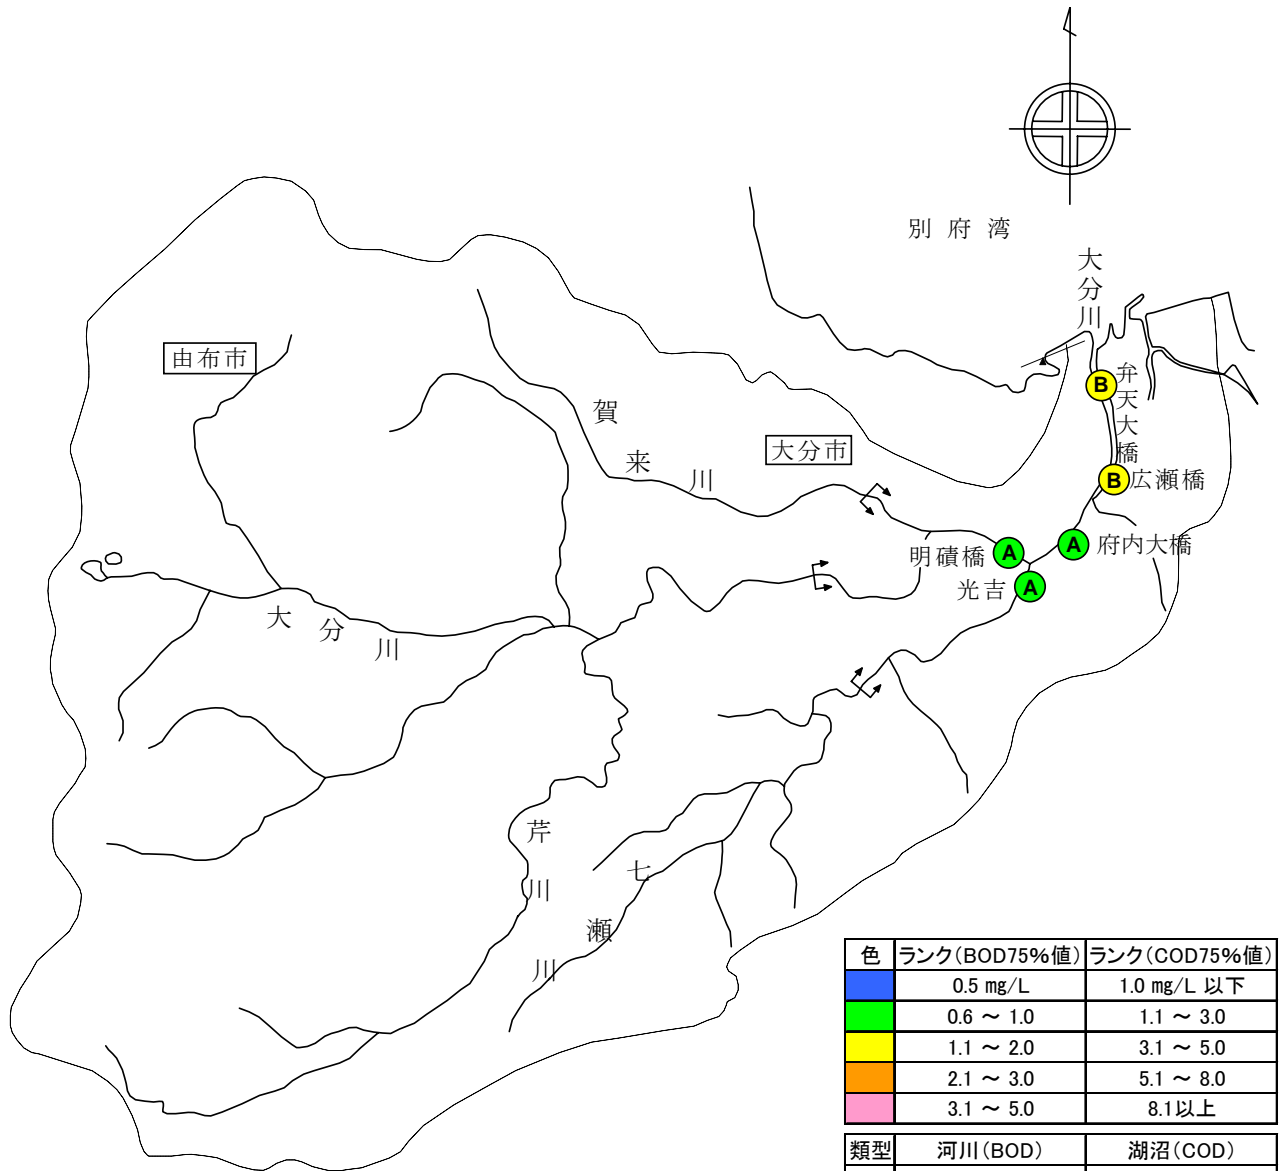 別府湾
大分川
由布市
賀来川
大分市
B
弁天大橋
B
広瀬橋
明磧橋
A
A
府内大橋
光吉
A
大分川
芹川
七瀬川
色 ランク(BOD75%値) ランク(COD75%値)
0.5 mg/L 1.0 mg/L 以下
0.6 ～ 1.0 1.1 ～ 3.0
1.1 ～ 2.0 3.1 ～ 5.0
2.1 ～ 3.0 5.1 ～ 8.0
3.1 ～ 5.0 8.1以上
類型 河川(BOD) 湖沼(COD)